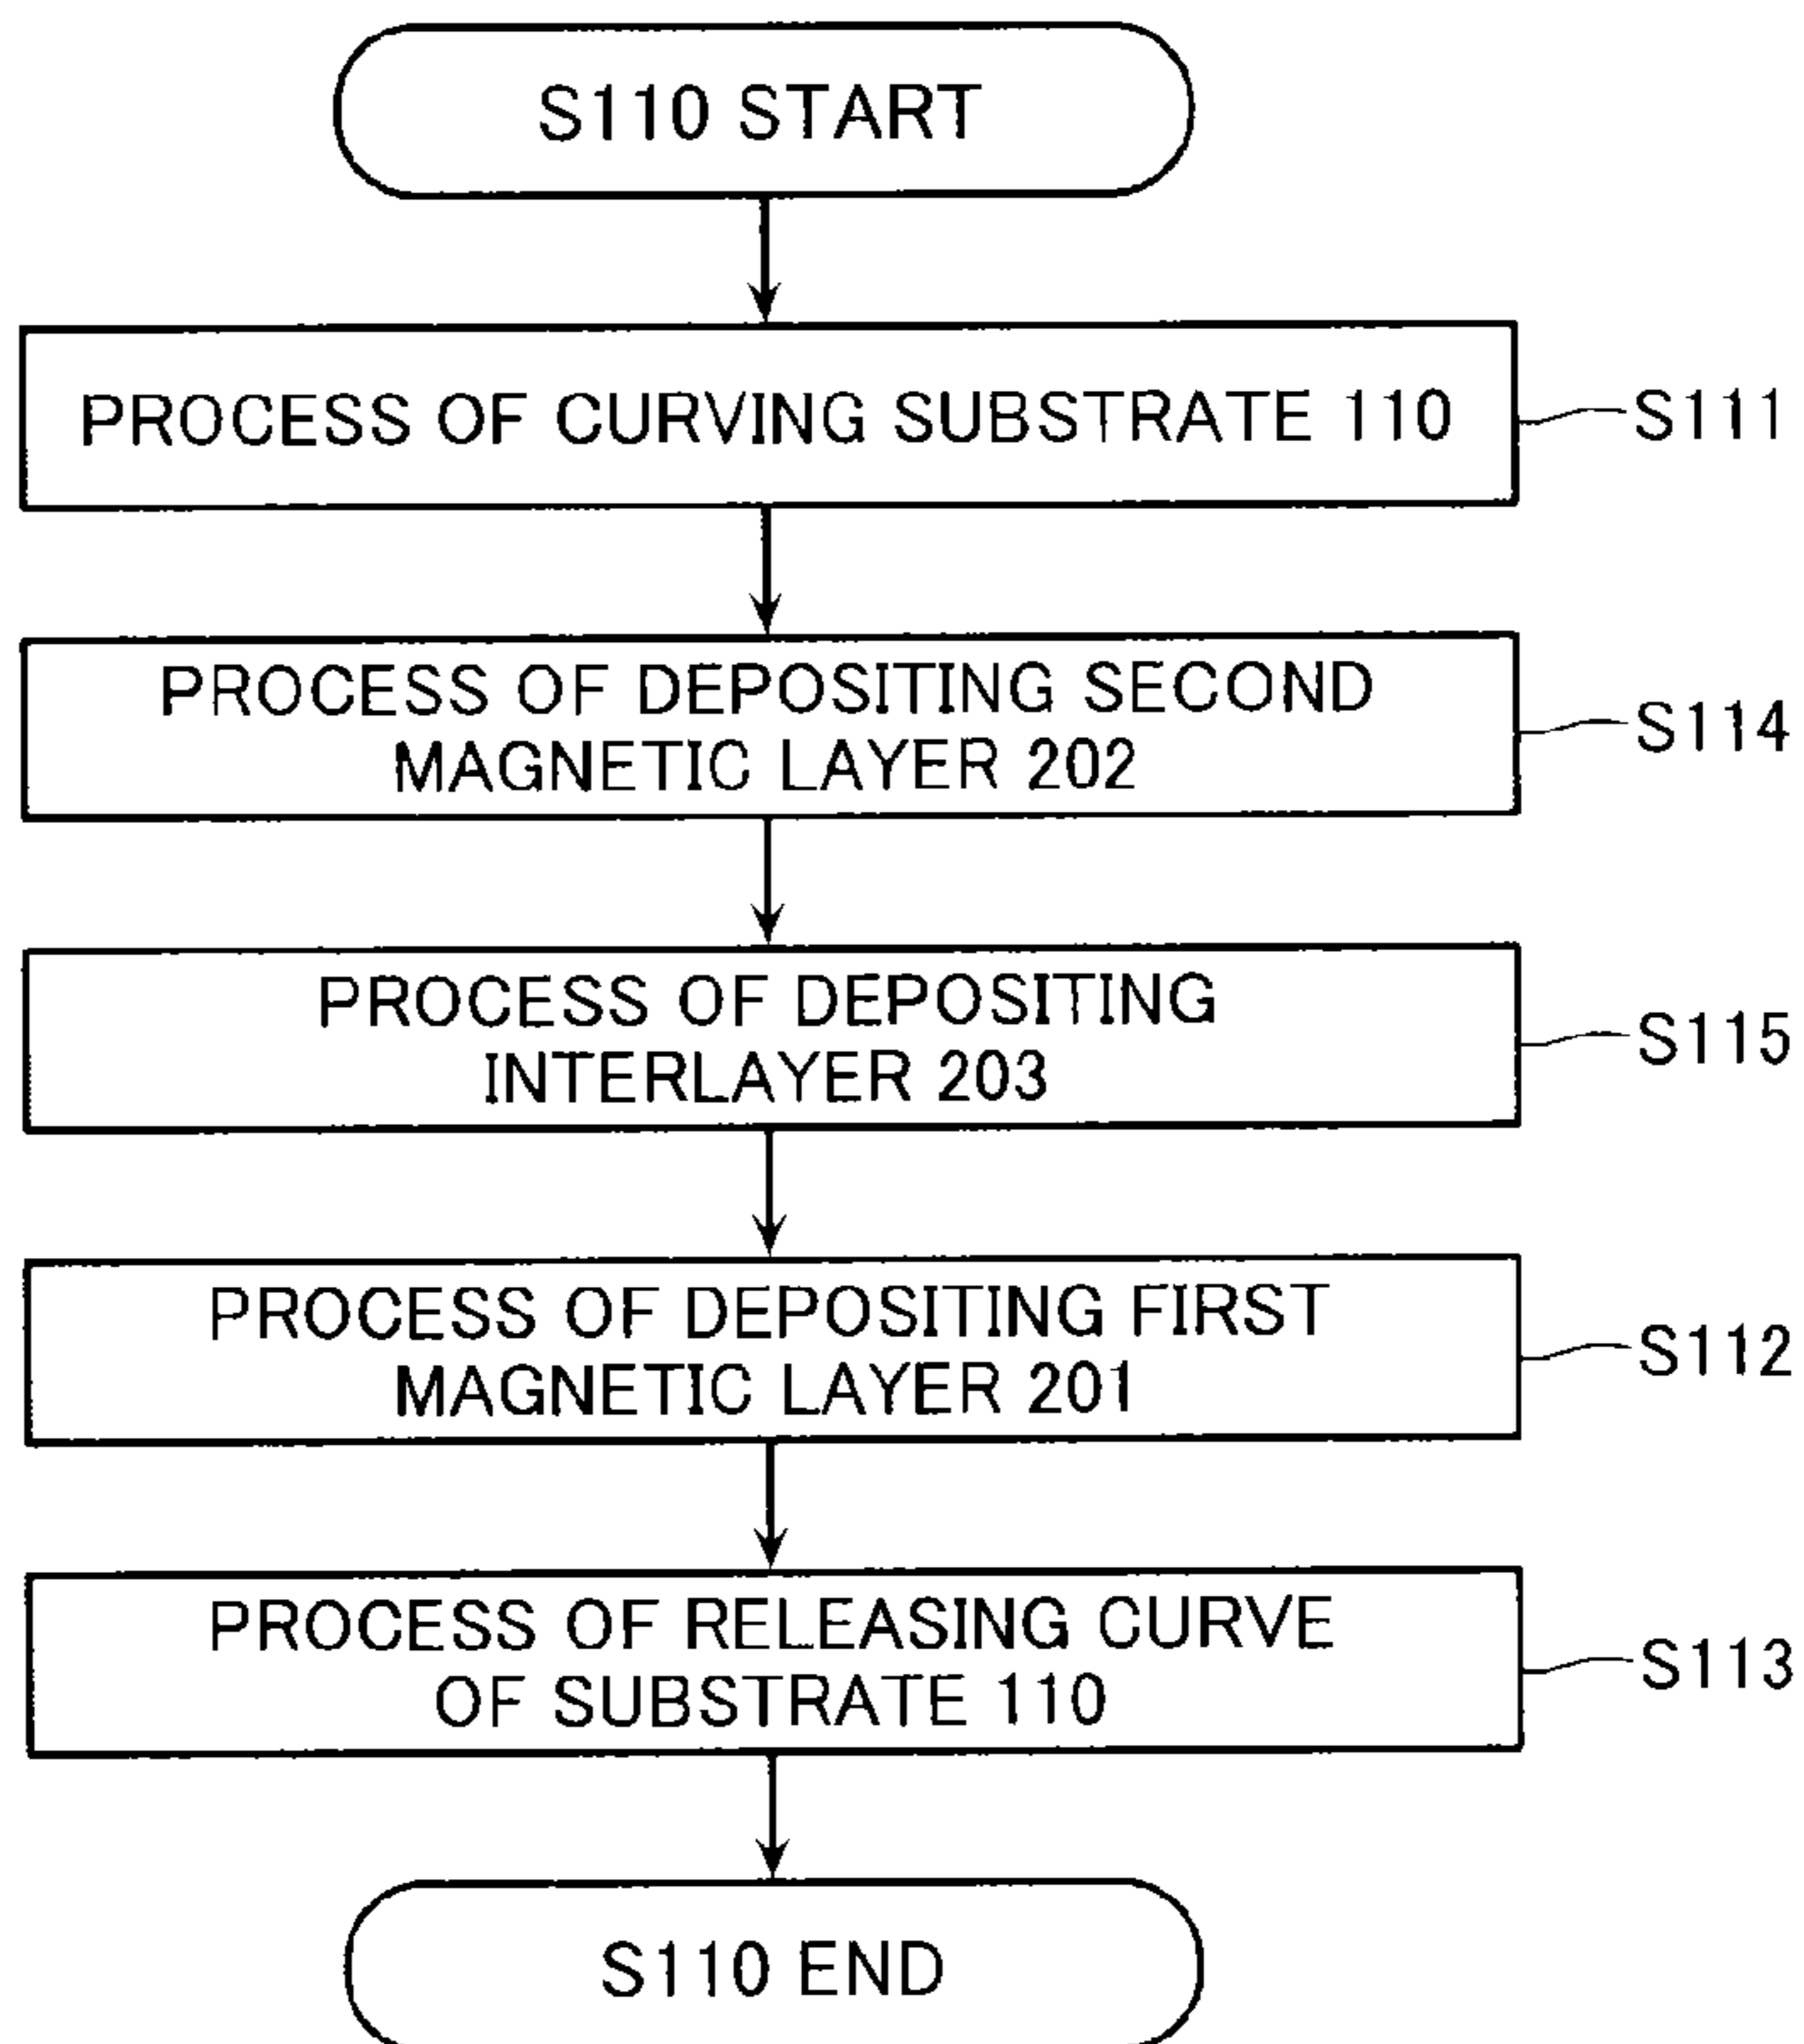 S110 START
PROCESS OF CURVING SUBSTRATE 110
S111
PROCESS OF DEPOSITING SECOND
MAGNETIC LAYER 202
S114
PROCESS OF DEPOSITING
INTERLAYER 203
S115
PROCESS OF DEPOSITING FIRST
MAGNETIC LAYER 201
S112
PROCESS OF RELEASING CURVE
OF SUBSTRATE 110
S113
S110 END